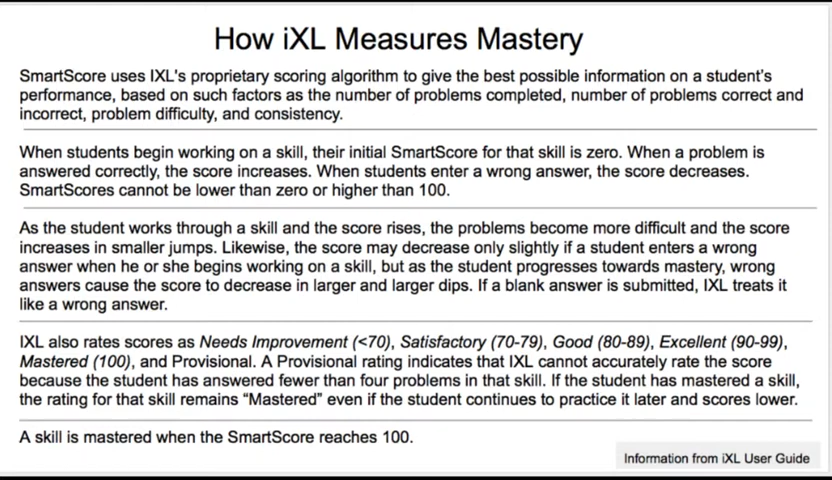 How iXL Measures Mastery
SmartScore uses IXL's proprietary scoring algorithm to give the best possible information on a student's
performance, based on such factors as the number of problems completed, number of problems correct and
incorrect, problem difficulty, and consistency.
When students begin working on a skill, their initial SmartScore for that skill is zero. When a problem is
answered correctly, the score increases. When students enter a wrong answer, the score decreases.
SmartScores cannot be lower than zero or higher than 100.
As the student works through a skill and the score rises, the problems become more difficult and the score
increases in smaller jumps. Likewise, the score may decrease only slightly if a student enters a wrong
answer when he or she begins working on a skill, but as the student progresses towards mastery, wrong
answers cause the score to decrease in larger and larger dips. If a blank answer is submitted, IXL treats it
like a wrong answer.
IXL also rates scores as Needs Improvement (<70), Satisfactory (70-79), Good (80-89), Excellent (90-99),
Mastered (100), and Provisional. A Provisional rating indicates that IXL cannot accurately rate the score
because the student has answered fewer than four problems in that skill. If the student has mastered a skill,
the rating for that skill remains “Mastered” even if the student continues to practice it later and scores lower.
A skill is mastered when the SmartScore reaches 100.
Information from iXL User Guide